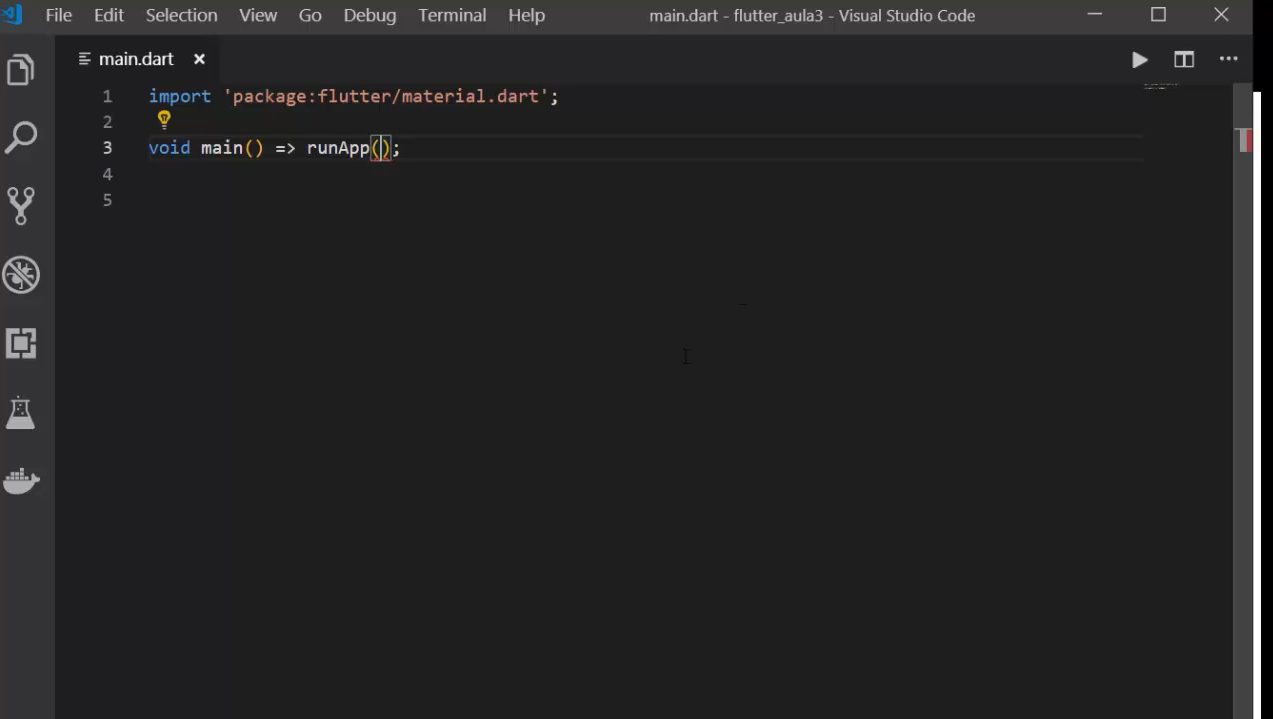 File Edit Selection View Go Debug Terminal Help main.dart - flutter_aula3 - Visual Studio Code
main.dart
1 import 'package:flutter/material.dart';
2
3 void main() => runApp();
4
5